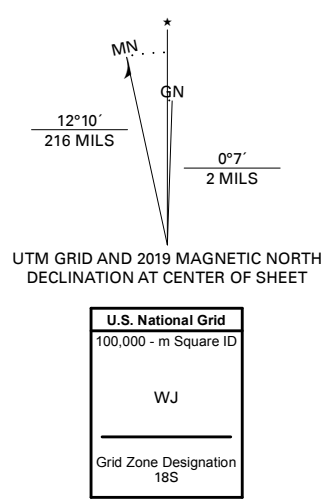 ★
MN
GN
12°10´
216 MILS
0°7´
2 MILS
UTM GRID AND 2019 MAGNETIC NORTH
DECLINATION AT CENTER OF SHEET
U.S. National Grid
100,000 - m Square ID
WJ
Grid Zone Designation
18S